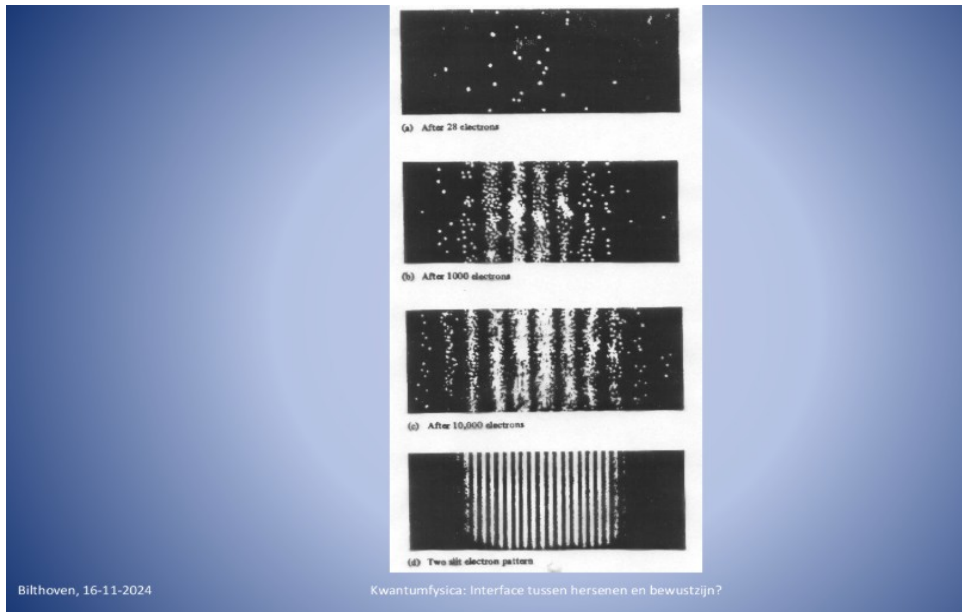 (a) After 28 electrons
(b) After 1000 electrons
(c) After 10,000 electrons
(d) Two slit electron pattern
Bilthoven, 16-11-2024
Kwantumfysica: Interface tussen hersenen en bewustzijn?